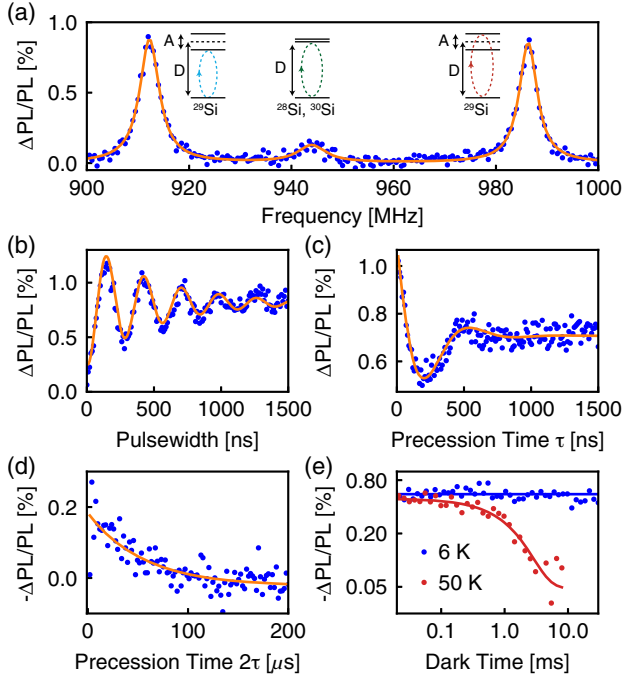 (a)
ΔPL/PL [%]
1.0
0.5
0.0
A
D
²⁹Si
D
²⁸Si, ³⁰Si
A
D
²⁹Si
900 920 940 960 980 1000
Frequency [MHz]
(b)
ΔPL/PL [%]
1.0
0.5
1.0
0 500 1000 1500
Pulsewidth [ns]
(c)
ΔPL/PL [%]
1.0
0.8
0.6
0 500 1000 1500
Precession Time τ [ns]
(d)
-ΔPL/PL [%]
0.2
0.0
0 100 200
Precession Time 2τ [μs]
(e)
-ΔPL/PL [%]
0.80
0.20
0.05
6 K
50 K
0.1 1.0 10.0
Dark Time [ms]